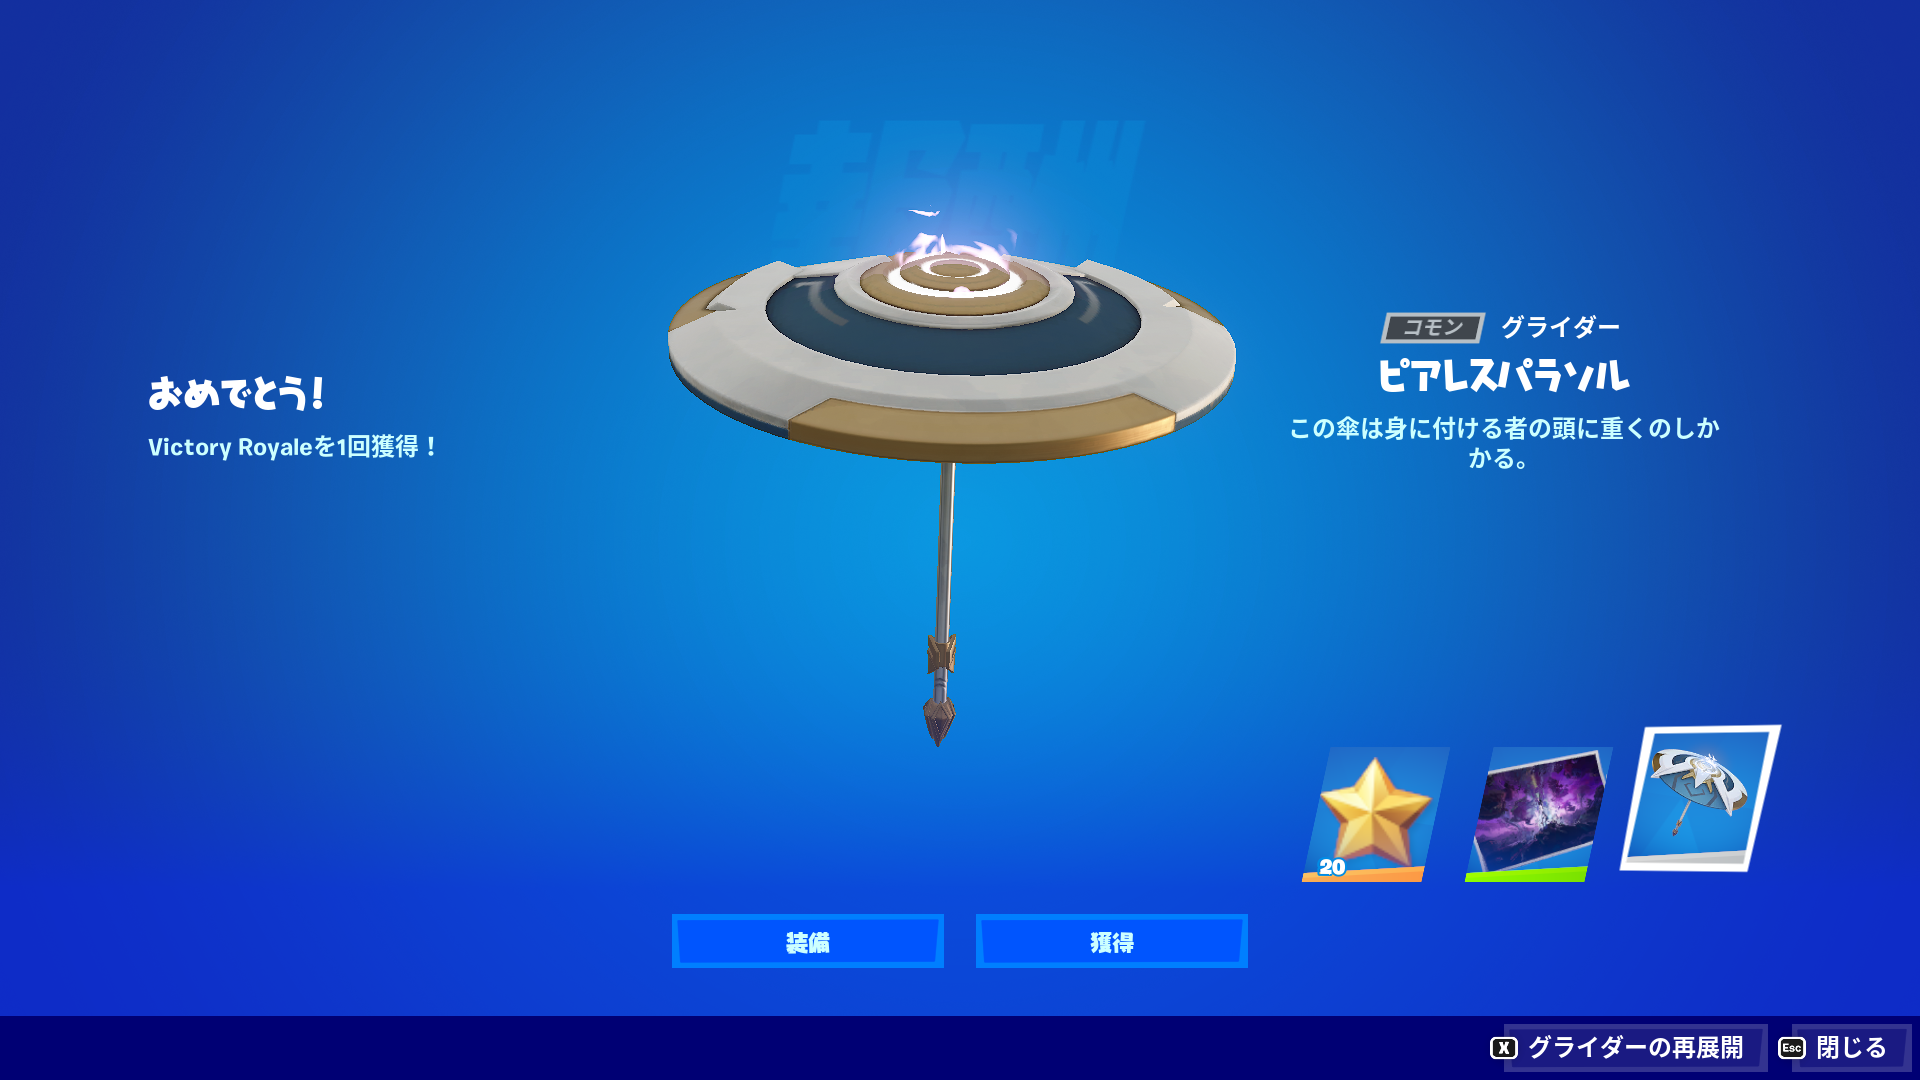 報酬
おめでとう!
Victory Royaleを1回獲得！
コモン グライダー
ピアレスパラソル
この傘は身に付ける者の頭に重くのしか
かる。
20
装備
獲得
X グライダーの再展開
Esc 閉じる